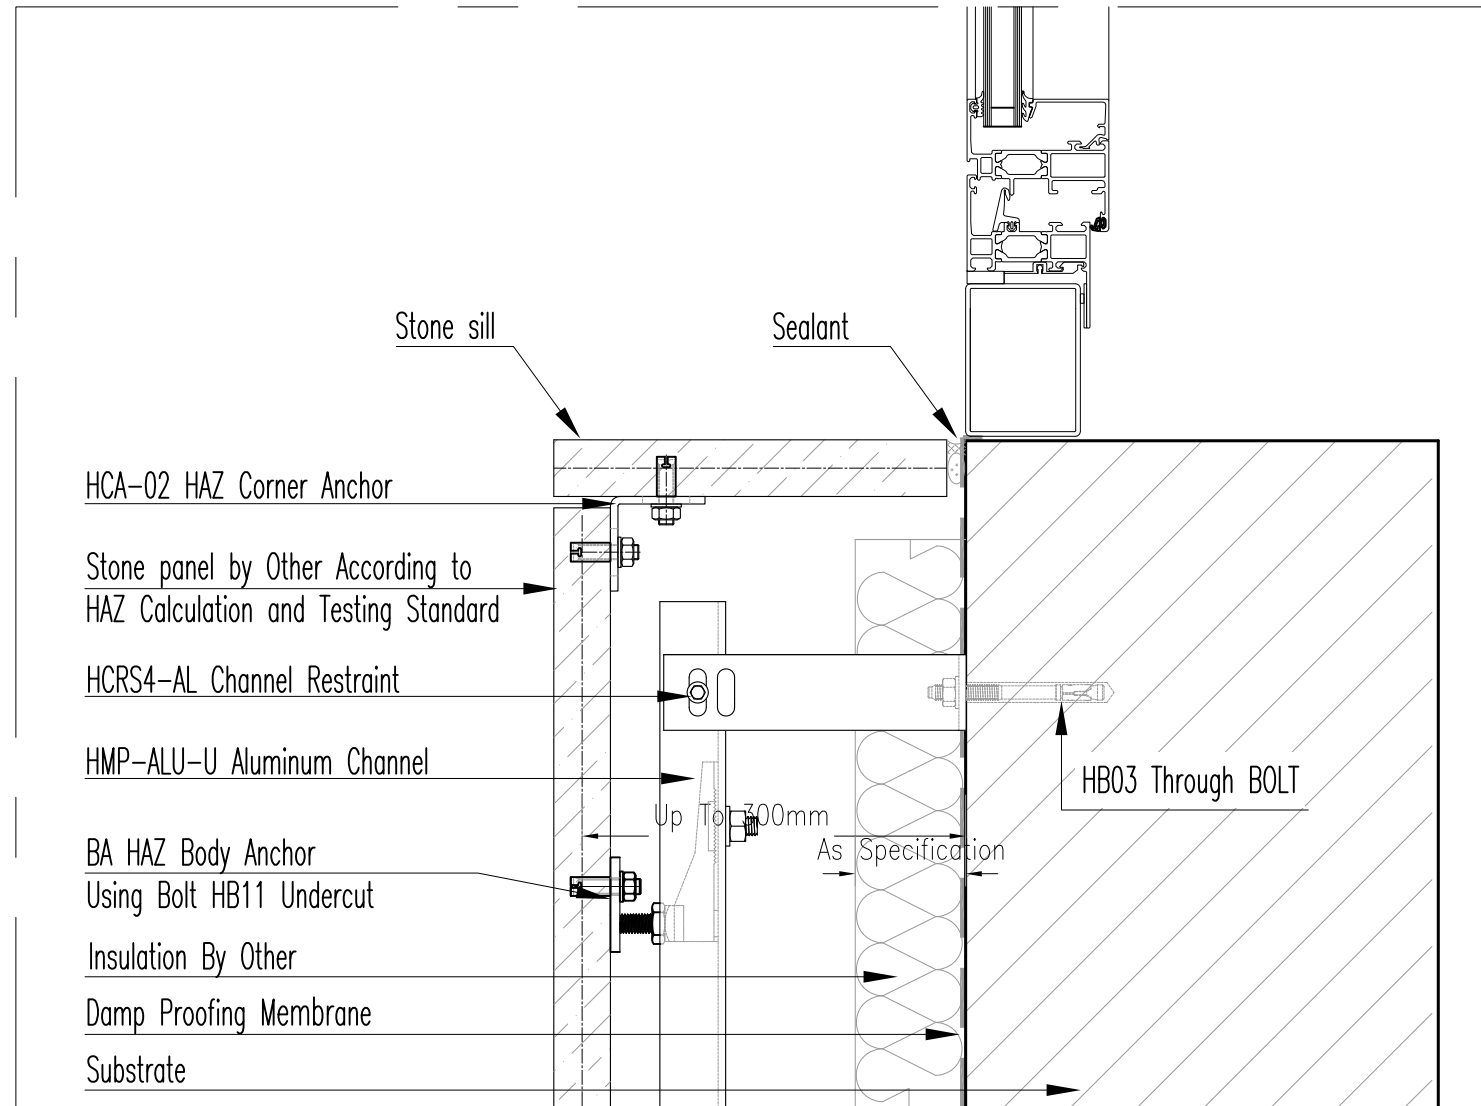 Stone sill
Sealant
HCA-02 HAZ Corner Anchor
Stone panel by Other According to
HAZ Calculation and Testing Standard
HCRS4-AL Channel Restraint
HMP-ALU-U Aluminum Channel
HB03 Through BOLT
Up To 300mm
As Specification
BA HAZ Body Anchor
Using Bolt HB11 Undercut
Insulation By Other
Damp Proofing Membrane
Substrate